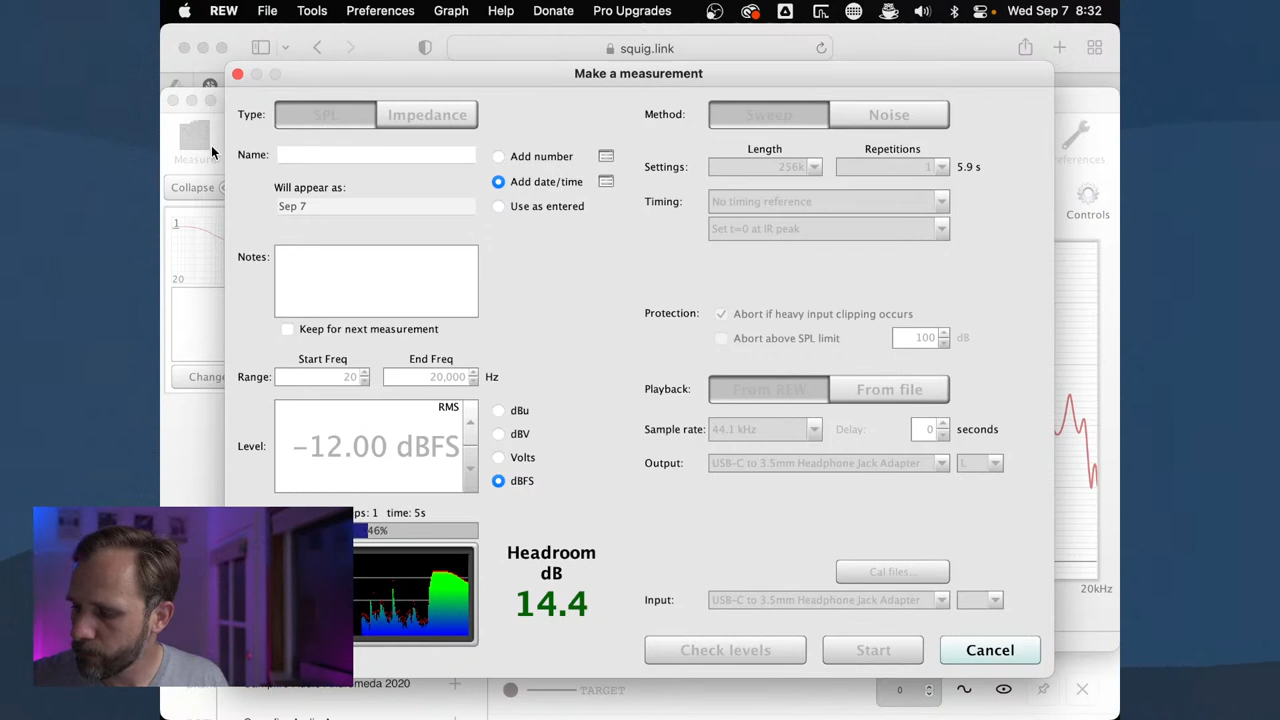 REW File Tools Preferences Graph Help Donate Pro Upgrades Wed Sep 7 8:32
squig.link
Make a measurement
Type: SPL Impedance
Method: Sweep Noise
Measure
Preferences
Name:
Add number
Length Repetitions
Settings: 256k 1 5.9 s
Collapse
Will appear as:
Add date/time
Sep 7
Use as entered
Timing: No timing reference
Set t=0 at IR peak
Controls
1
20
Notes:
Keep for next measurement
Protection: Abort if heavy input clipping occurs
Abort above SPL limit 100 dB
Start Freq End Freq
Change
Range: 20 20,000 Hz
Playback: From REW From file
RMS
Level: -12.00 dBFS
dBu
dBV
Volts
dBFS
Sample rate: 44.1 kHz Delay: 0 seconds
Output: USB-C to 3.5mm Headphone Jack Adapter L
ps: 1 time: 5s
46%
Headroom
dB
14.4
Cal files...
20kHz
Input: USB-C to 3.5mm Headphone Jack Adapter
Check levels Start Cancel
2020
TARGET
0